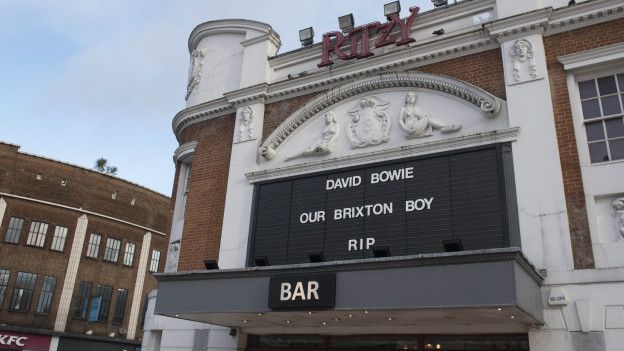 RITZY
DAVID BOWIE
OUR BRIXTON BOY
RIP
BAR
KFC